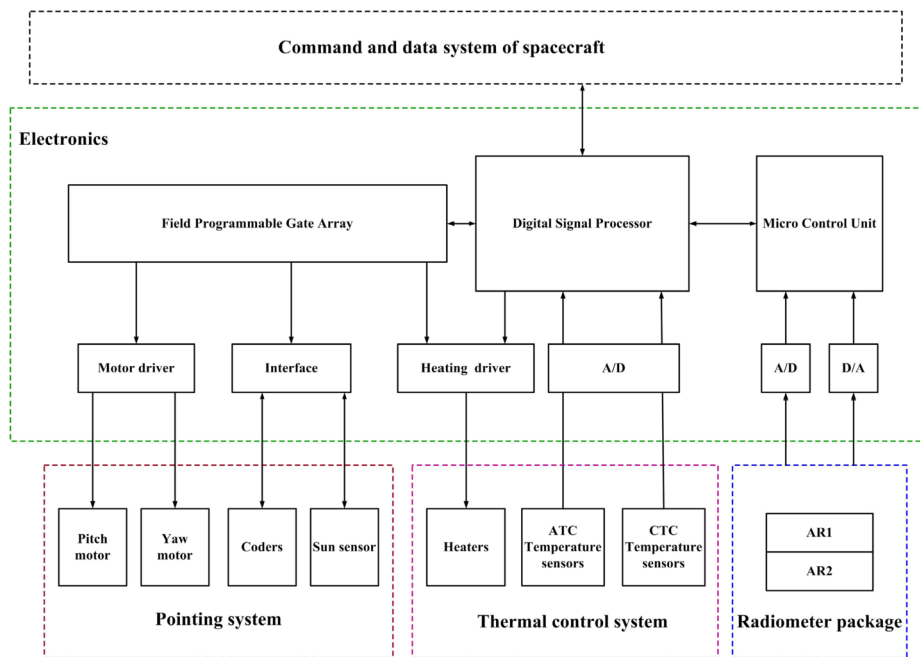 Command and data system of spacecraft
Electronics
Field Programmable Gate Array
Digital Signal Processor
Micro Control Unit
Motor driver
Interface
Heating driver
A/D
A/D
D/A
Pitch
motor
Yaw
motor
Coders
Sun sensor
Heaters
ATC
Temperature
sensors
CTC
Temperature
sensors
AR1
AR2
Pointing system
Thermal control system
Radiometer package